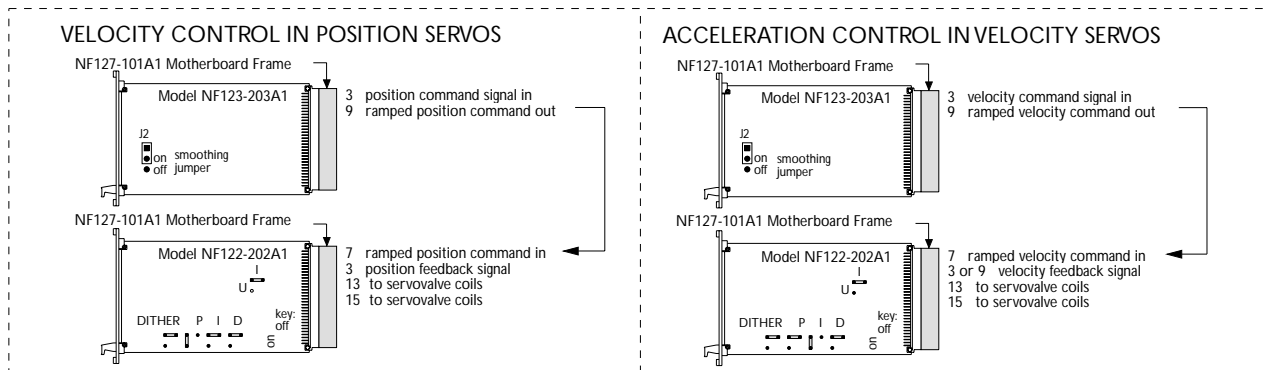 VELOCITY CONTROL IN POSITION SERVOS
NF127-101A1 Motherboard Frame
Model NF123-203A1
3 position command signal in
9 ramped position command out
J2
on smoothing
off jumper
NF127-101A1 Motherboard Frame
Model NF122-202A1
7 ramped position command in
3 position feedback signal
13 to servovalve coils
15 to servovalve coils
I
U
DITHER P I D
key:
off
on
ACCELERATION CONTROL IN VELOCITY SERVOS
NF127-101A1 Motherboard Frame
Model NF123-203A1
3 velocity command signal in
9 ramped velocity command out
J2
on smoothing
off jumper
NF127-101A1 Motherboard Frame
Model NF122-202A1
7 ramped velocity command in
3 or 9 velocity feedback signal
13 to servovalve coils
15 to servovalve coils
I
U
DITHER P I D
key:
off
on